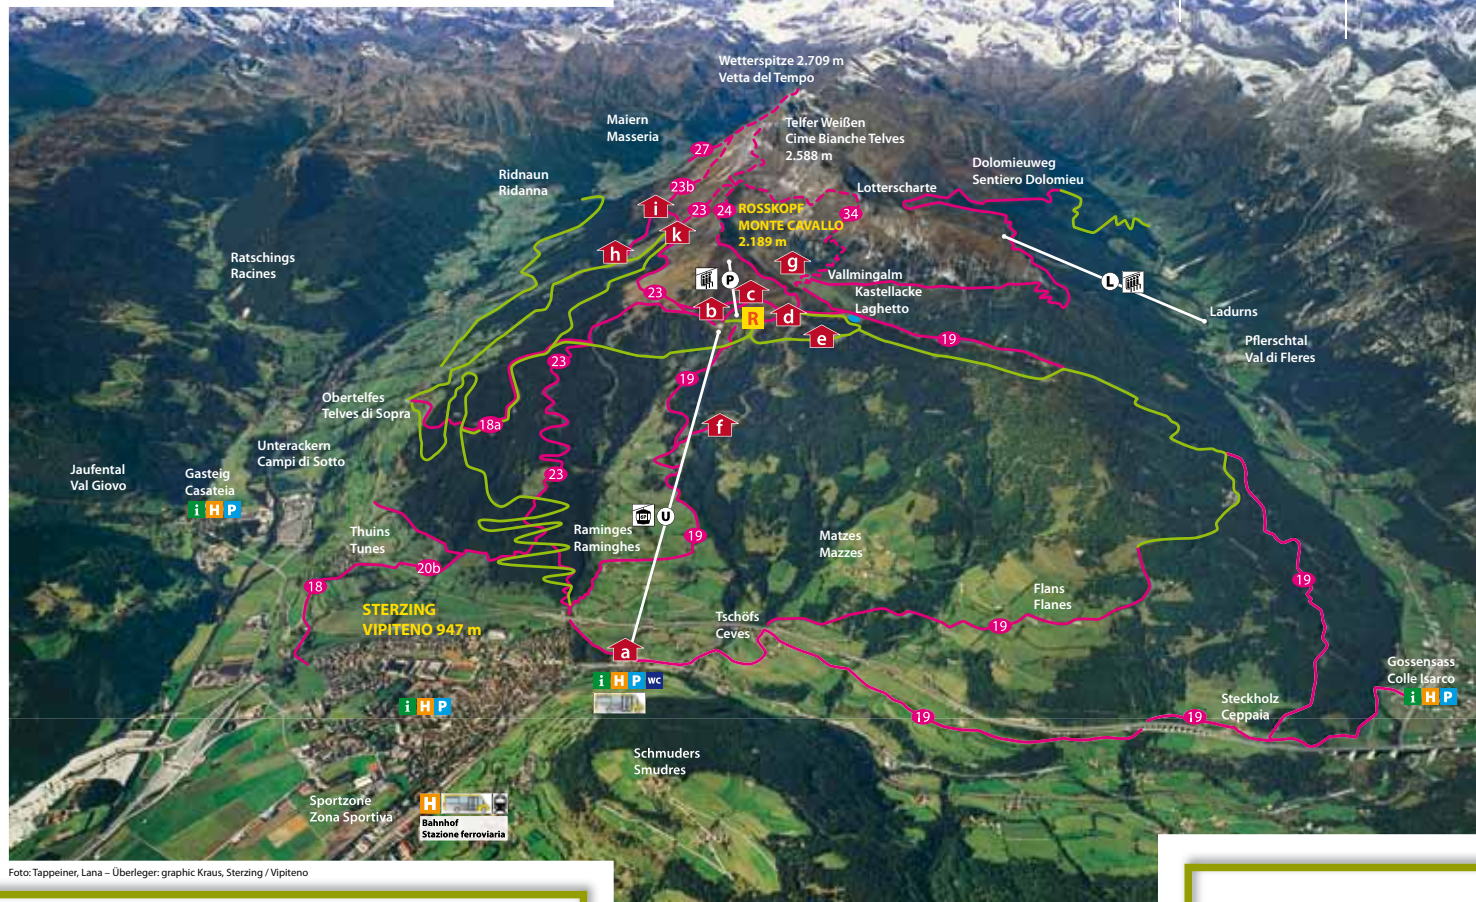 Wetterspitze 2.709 m
Vetta del Tempo
Maiern
Masseria
Telfer Weißen
Cime Bianche Telves
2.588 m
27
Dolomieuweg
Sentiero Dolomieu
Ridnaun
Ridanna
23b
Lotterscharte
i
23
24
ROSSKOPF
MONTE CAVALLO
2.189 m
34
k
h
g
Ratschings
Racines
Vallmingalm
Kastellacke
Laghetto
P
L
23
c
b
R
d
e
Ladurns
19
Pflerschtal
Val di Fleres
23
19
Obertelfes
Telves di Sopra
18a
f
Unterackern
Campi di Sotto
Jaufental
Val Giovo
Gasteig
Casateia
i H P
23
U
Thuins
Tunes
Raminges
Raminghes
19
Matzes
Mazzes
20b
18
19
Flans
Flanes
STERZING
VIPITENO 947 m
Tschöfs
Ceves
19
a
i H P WC
Gossensass
Colle Isarco
i H P
Steckholz
Ceppaia
19
19
i H P
Schmuders
Smudres
Sportzone
Zona Sportiva
H
Bahnhof
Stazione ferroviaria
Foto: Tappeiner, Lana – Überleger: graphic Kraus, Sterzing / Vipiteno